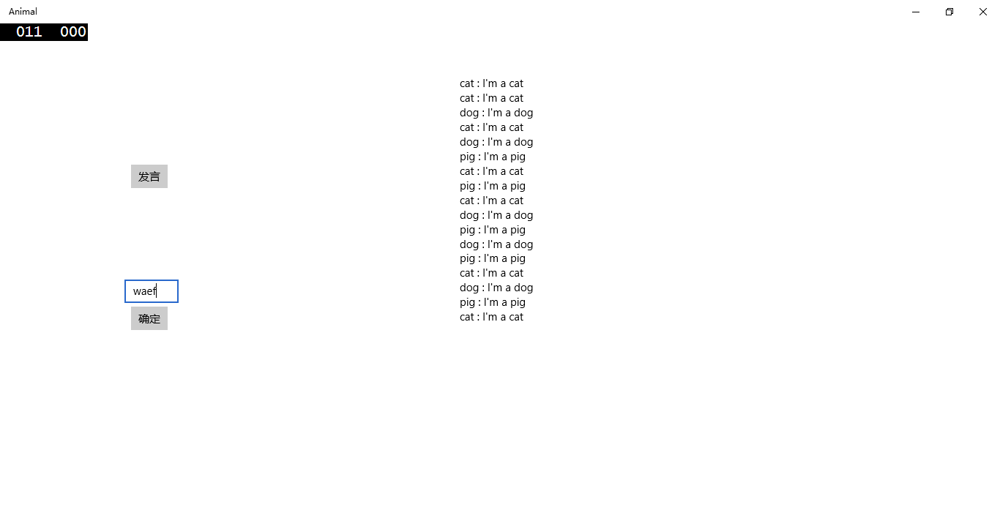 Animal
011 000
cat : I'm a cat
cat : I'm a cat
dog : I'm a dog
cat : I'm a cat
dog : I'm a dog
pig : I'm a pig
cat : I'm a cat
pig : I'm a pig
cat : I'm a cat
dog : I'm a dog
pig : I'm a pig
dog : I'm a dog
pig : I'm a pig
cat : I'm a cat
dog : I'm a dog
pig : I'm a pig
cat : I'm a cat
发言
waef
确定